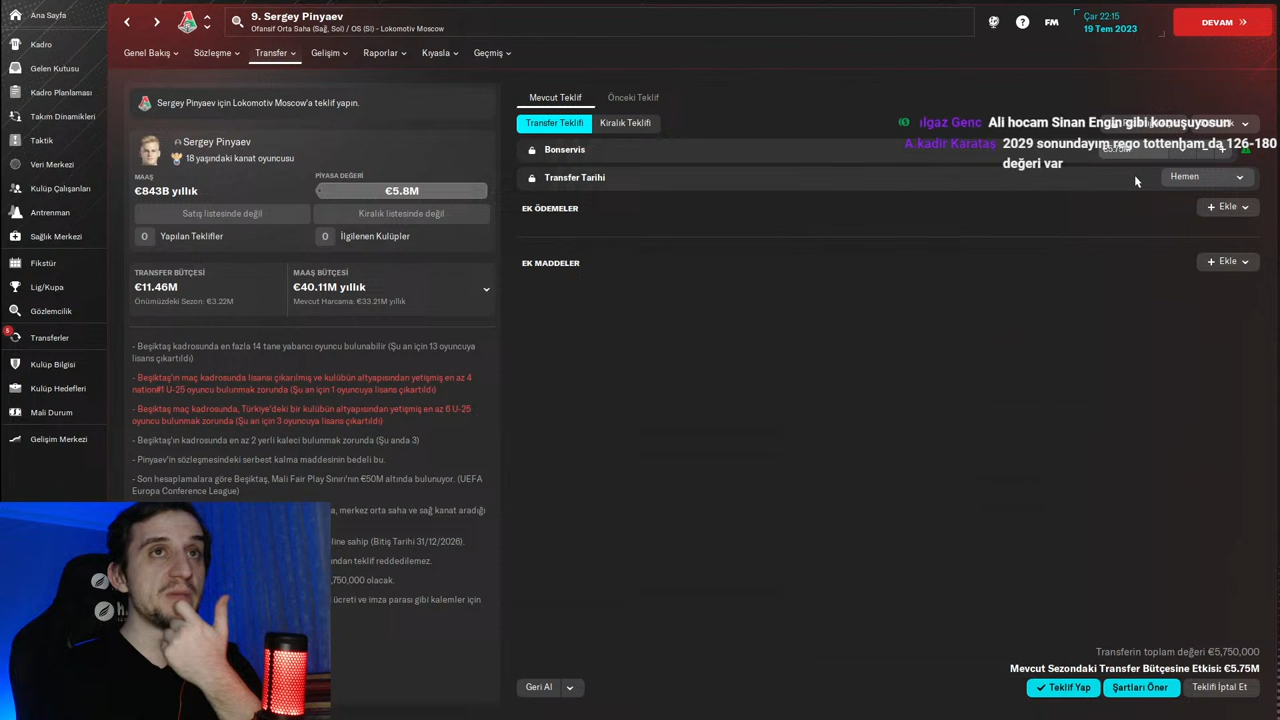 Ana Sayfa
Kadro
Gelen Kutusu
Kadro Planlaması
Takım Dinamikleri
Taktik
Veri Merkezi
Kulüp Çalışanları
Antrenman
Sağlık Merkezi
Fikstür
Lig/Kupa
Gözlemcilik
5
Transferler
Kulüp Bilgisi
Kulüp Hedefleri
Mali Durum
Gelişim Merkezi
9. Sergey Pinyaev
Ofansif Orta Saha (Sağ, Sol) / OS (Sl) - Lokomotiv Moscow
FM
Çar 22:15
19 Tem 2023
DEVAM
Genel Bakış
Sözleşme
Transfer
Gelişim
Raporlar
Kıyasla
Geçmiş
Sergey Pinyaev için Lokomotiv Moscow'a teklif yapın.
Sergey Pinyaev
18 yaşındaki kanat oyuncusu
MAAŞ
€843B yıllık
PİYASA DEĞERİ
€5.8M
Satış listesinde değil
Kiralık listesinde değil
0 Yapılan Teklifler
0 İlgilenen Kulüpler
TRANSFER BÜTÇESİ
€11.46M
Önümüzdeki Sezon: €3.22M
MAAŞ BÜTÇESİ
€40.11M yıllık
Mevcut Harcama: €33.21M yıllık
- Beşiktaş kadrosunda en fazla 14 tane yabancı oyuncu bulunabilir (Şu an için 13 oyuncuya
lisans çıkartıldı)
- Beşiktaş'ın maç kadrosunda lisansı çıkarılmış ve kulübün altyapısından yetişmiş en az 4
nation#1 U-25 oyuncu bulunmak zorunda (Şu an için 1 oyuncuya lisans çıkartıldı)
- Beşiktaş maç kadrosunda, Türkiye'deki bir kulübün altyapısından yetişmiş en az 6 U-25
oyuncu bulunmak zorunda (Şu an için 3 oyuncuya lisans çıkartıldı)
- Beşiktaş'ın kadrosunda en az 2 yerli kaleci bulunmak zorunda (Şu anda 3)
- Pinyaev'in sözleşmesindeki serbest kalma maddesinin bedeli bu.
- Son hesaplamalara göre Beşiktaş, Mali Fair Play Sınırı'nın €50M altında bulunuyor. (UEFA
Europa Conference League)
merkez orta saha ve sağ kanat aradığı
sahip (Bitiş Tarihi 31/12/2026).
teklif reddedilemez.
,750,000 olacak.
ücreti ve imza parası gibi kalemler için
Mevcut Teklif
Önceki Teklif
Transfer Teklifi
Kiralık Teklifi
Bonservis
Transfer Tarihi
Hemen
EK ÖDEMELER
+ Ekle
EK MADDELER
+ Ekle
ılgaz Genc Ali hocam Sinan Engin gibi konuşuyosun
A.kadir Karataş 2029 sonundayım rego tottenham da 126-180
değeri var
Transferin toplam değeri €5,750,000
Mevcut Sezondaki Transfer Bütçesine Etkisi: €5.75M
Geri Al
Teklif Yap
Şartları Öner
Teklifi İptal Et